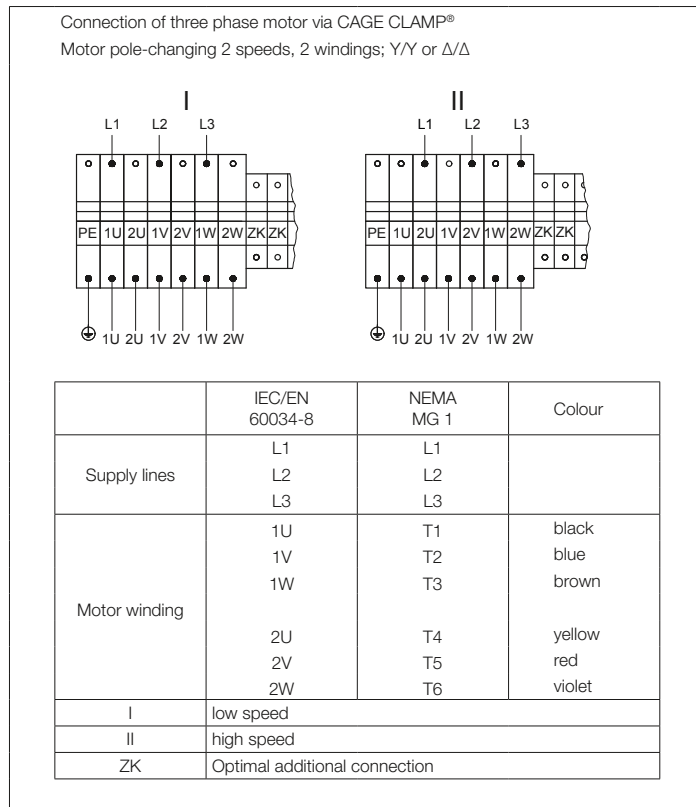 Connection of three phase motor via CAGE CLAMP®
Motor pole-changing 2 speeds, 2 windings; Y/Y or Δ/Δ
I
L1 L2 L3
PE 1U 2U 1V 2V 1W 2W ZK ZK
1U 2U 1V 2V 1W 2W
II
L1 L2 L3
PE 1U 2U 1V 2V 1W 2W ZK ZK
1U 2U 1V 2V 1W 2W
IEC/EN 60034-8
NEMA MG 1
Colour
Supply lines
L1 L1
L2 L2
L3 L3
Motor winding
1U T1 black
1V T2 blue
1W T3 brown
2U T4 yellow
2V T5 red
2W T6 violet
I low speed
II high speed
ZK Optimal additional connection